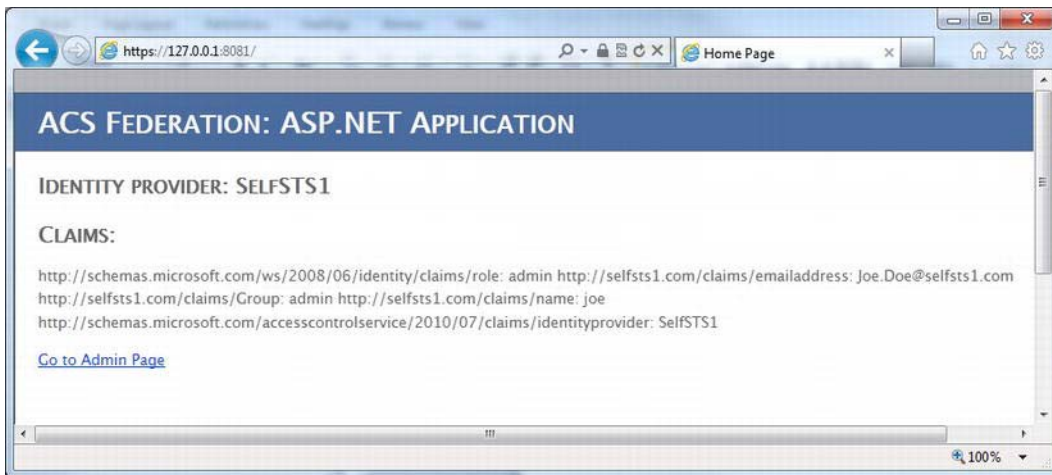 https://127.0.0.1:8081/
Home Page
ACS Federation: ASP.NET Application
Identity provider: SelfSTS1
Claims:
http://schemas.microsoft.com/ws/2008/06/identity/claims/role: admin http://selfsts1.com/claims/emailaddress: Joe.Doe@selfsts1.com
http://selfsts1.com/claims/Group: admin http://selfsts1.com/claims/name: joe
http://schemas.microsoft.com/accesscontrolservice/2010/07/claims/identityprovider: SelfSTS1
Go to Admin Page
100%